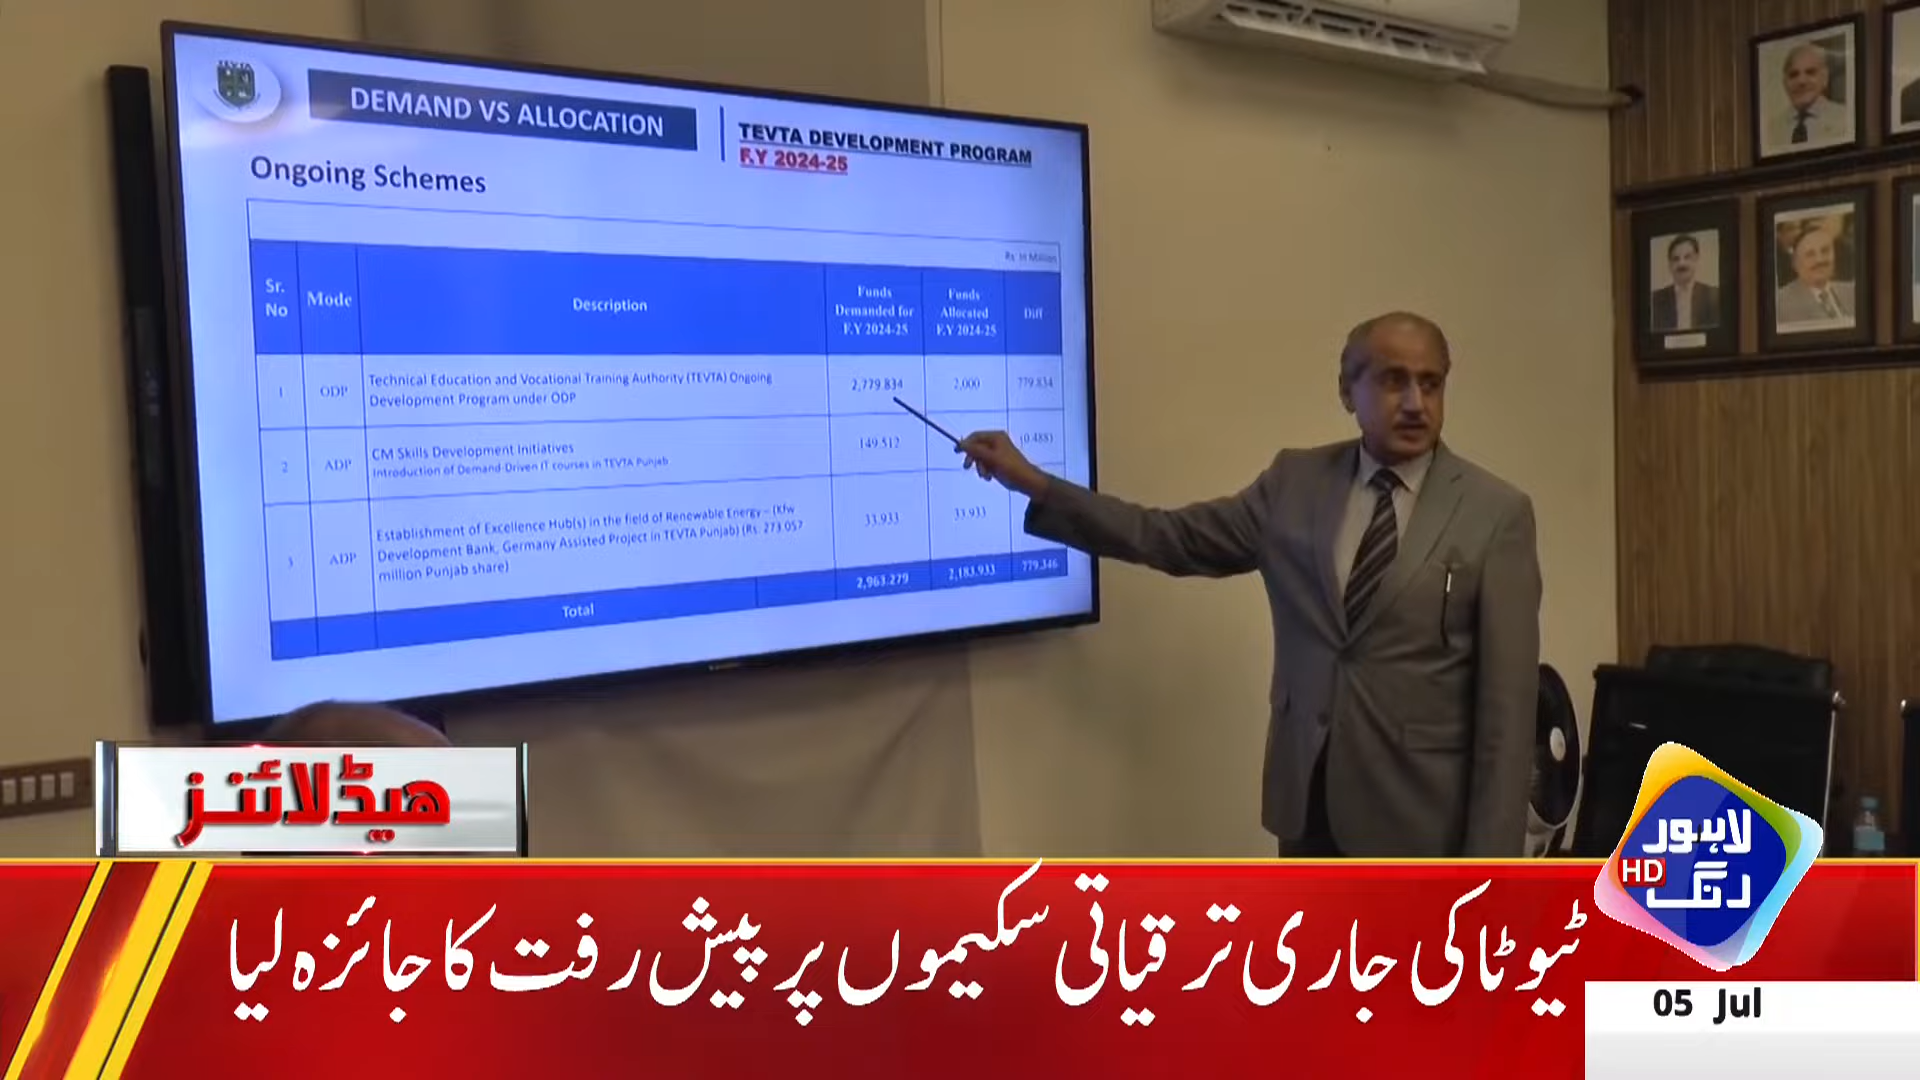 TEVTA
DEMAND VS ALLOCATION
TEVTA DEVELOPMENT PROGRAM
F.Y 2024-25
Ongoing Schemes
Rs. In Million
Sr. No
Mode
Description
Funds Demanded for F.Y 2024-25
Funds Allocated F.Y 2024-25
Diff
1
ODP
Technical Education and Vocational Training Authority (TEVTA) Ongoing
Development Program under ODP
2,779.834
2,000
779.834
2
ADP
CM Skills Development Initiatives
Introduction of Demand-Driven IT courses in TEVTA Punjab
149.512
(0.488)
3
ADP
Establishment of Excellence Hub(s) in the field of Renewable Energy – (Kfw
Development Bank, Germany Assisted Project in TEVTA Punjab) (Rs. 273.057
million Punjab share)
33.933
33.933
Total
2,963.279
2,183.933
779.346
ہیڈلائنز
لاہور
رنگ
HD
ٹیوٹا کی جاری ترقیاتی سکیموں پر پیش رفت کا جائزہ لیا
05 Jul